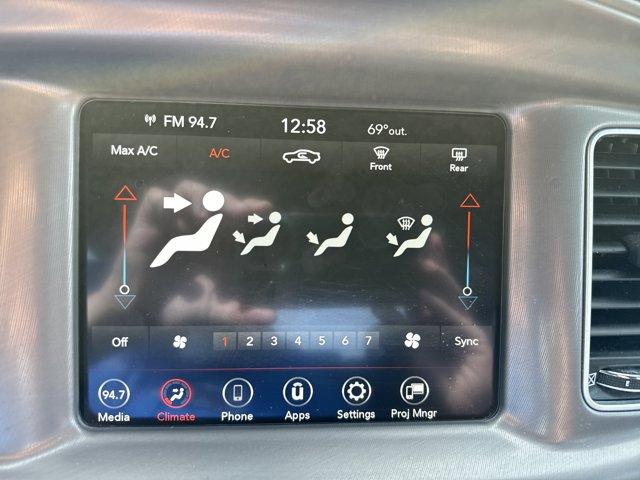 FM 94.7 12:58 69° out.
Max A/C A/C Front Rear
Off 1 2 3 4 5 6 7 Sync
94.7
Media Climate Phone Apps Settings Proj Mngr